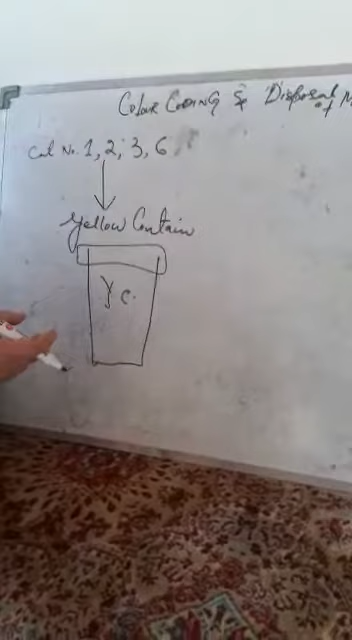 Colour Coding & Disposal of M
Cat No. 1, 2, 3, 6
Yellow Contain
Y C.